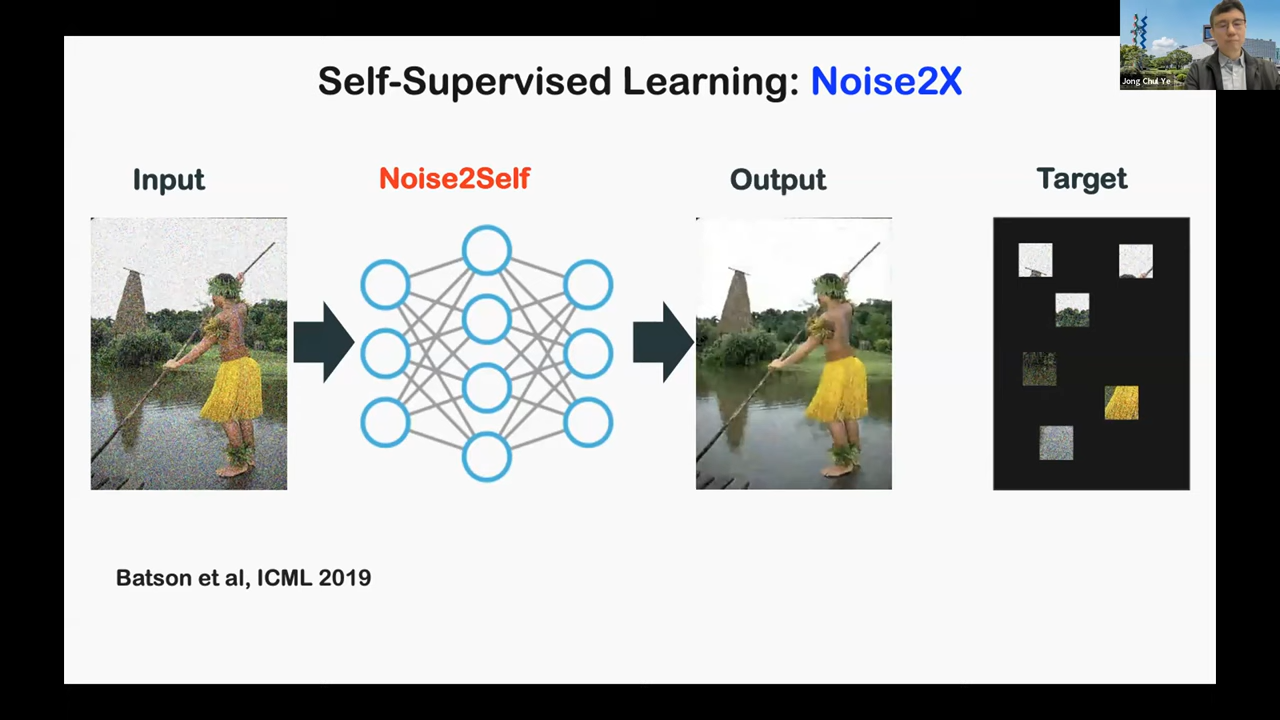 Self-Supervised Learning: Noise2X
Jong Chul Ye
Input
Noise2Self
Output
Target
Batson et al, ICML 2019